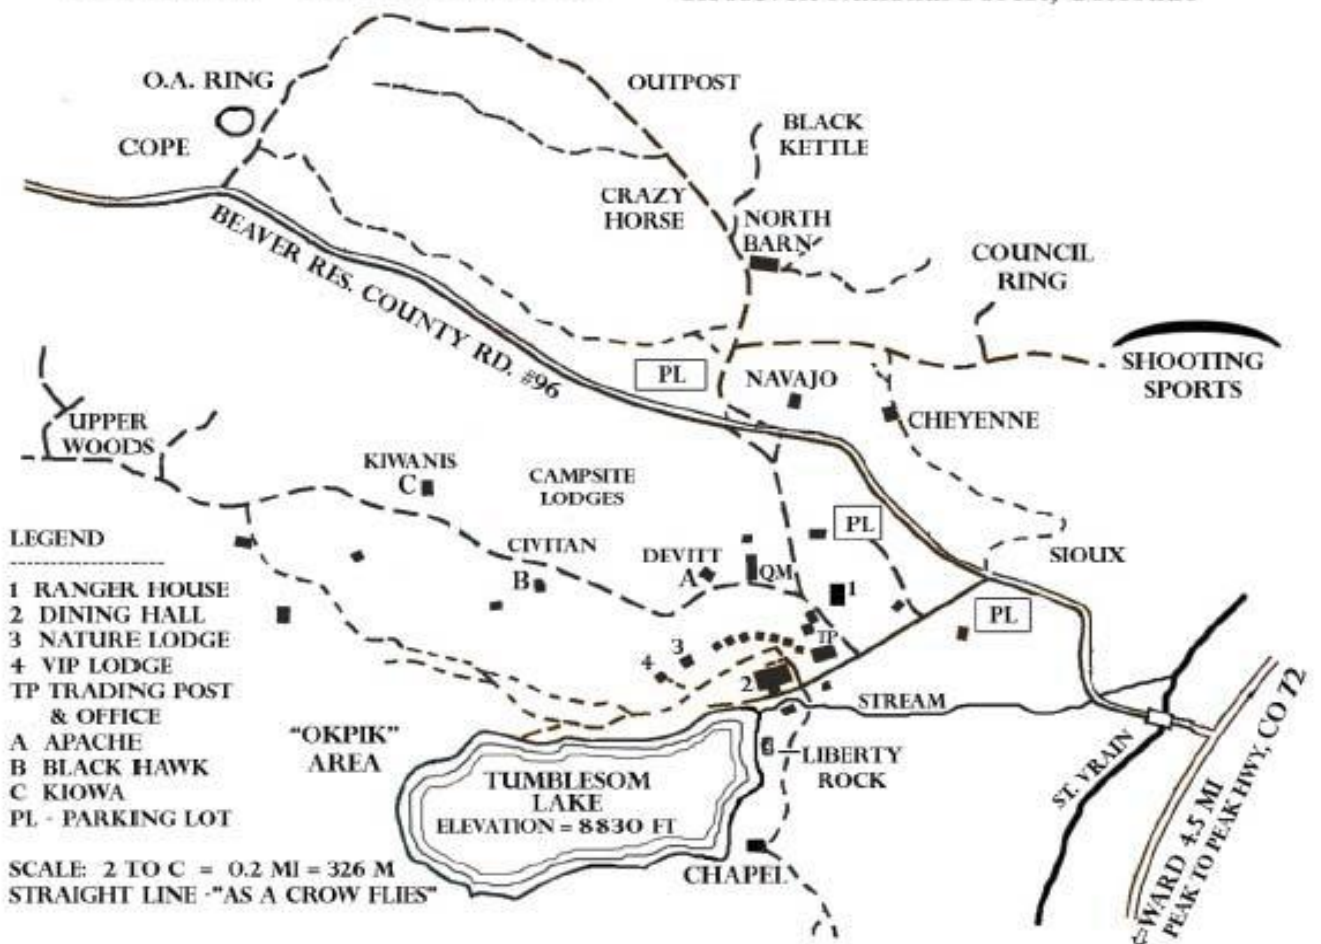 O.A. RING
OUTPOST
COPE
BLACK
KETTLE
CRAZY
HORSE
NORTH
BARN
COUNCIL
RING
BEAVER RES. COUNTY RD. #96
SHOOTING
SPORTS
PL
NAVAJO
CHEYENNE
UPPER
WOODS
KIWANIS
C
CAMPSITE
LODGES
PL
CIVITAN
B
DEVITT
A
QM
1
SIOUX
PL
TP
3
4
2
STREAM
LEGEND
--------------------
1 RANGER HOUSE
2 DINING HALL
3 NATURE LODGE
4 VIP LODGE
TP TRADING POST
& OFFICE
A APACHE
B BLACK HAWK
C KIOWA
PL - PARKING LOT
"OKPIK"
AREA
TUMBLESOM
LAKE
ELEVATION = 8830 FT
LIBERTY
ROCK
CHAPEL
ST. VRAIN
WARD 4.5 MI
PEAK TO PEAK HWY, CO 72
SCALE: 2 TO C = 0.2 MI = 326 M
STRAIGHT LINE -"AS A CROW FLIES"